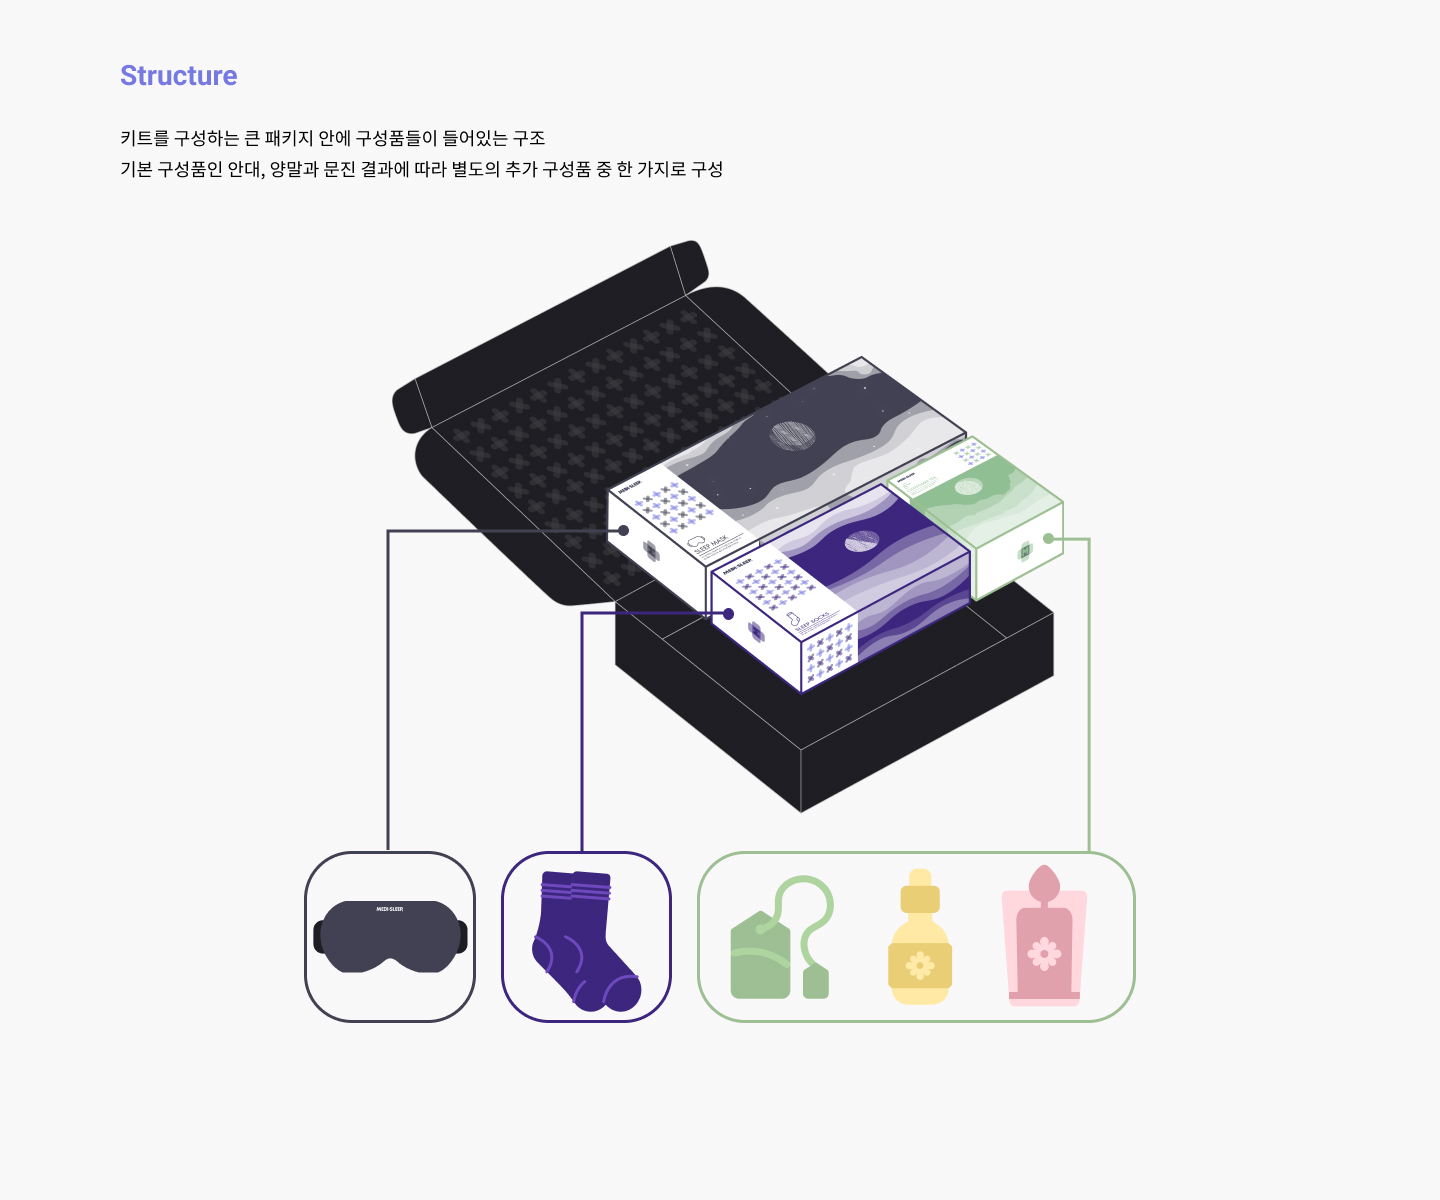 Structure
키트를 구성하는 큰 패키지 안에 구성품들이 들어있는 구조
기본 구성품인 안대, 양말과 문진 결과에 따라 별도의 추가 구성품 중 한 가지로 구성
MEDI-SLEEP
MEDI-SLEEP
SLEEP MASK
MEDI-SLEEP
SLEEP SOCKS
MEDI-SLEEP